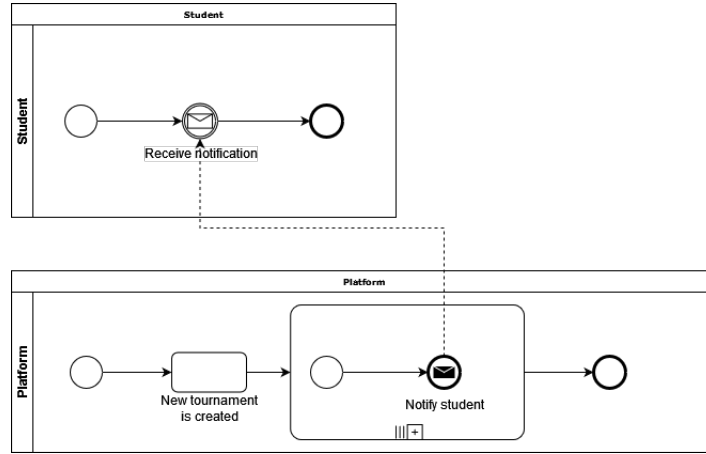 Student
Student
Receive notification
Platform
Platform
New tournament
is created
Notify student